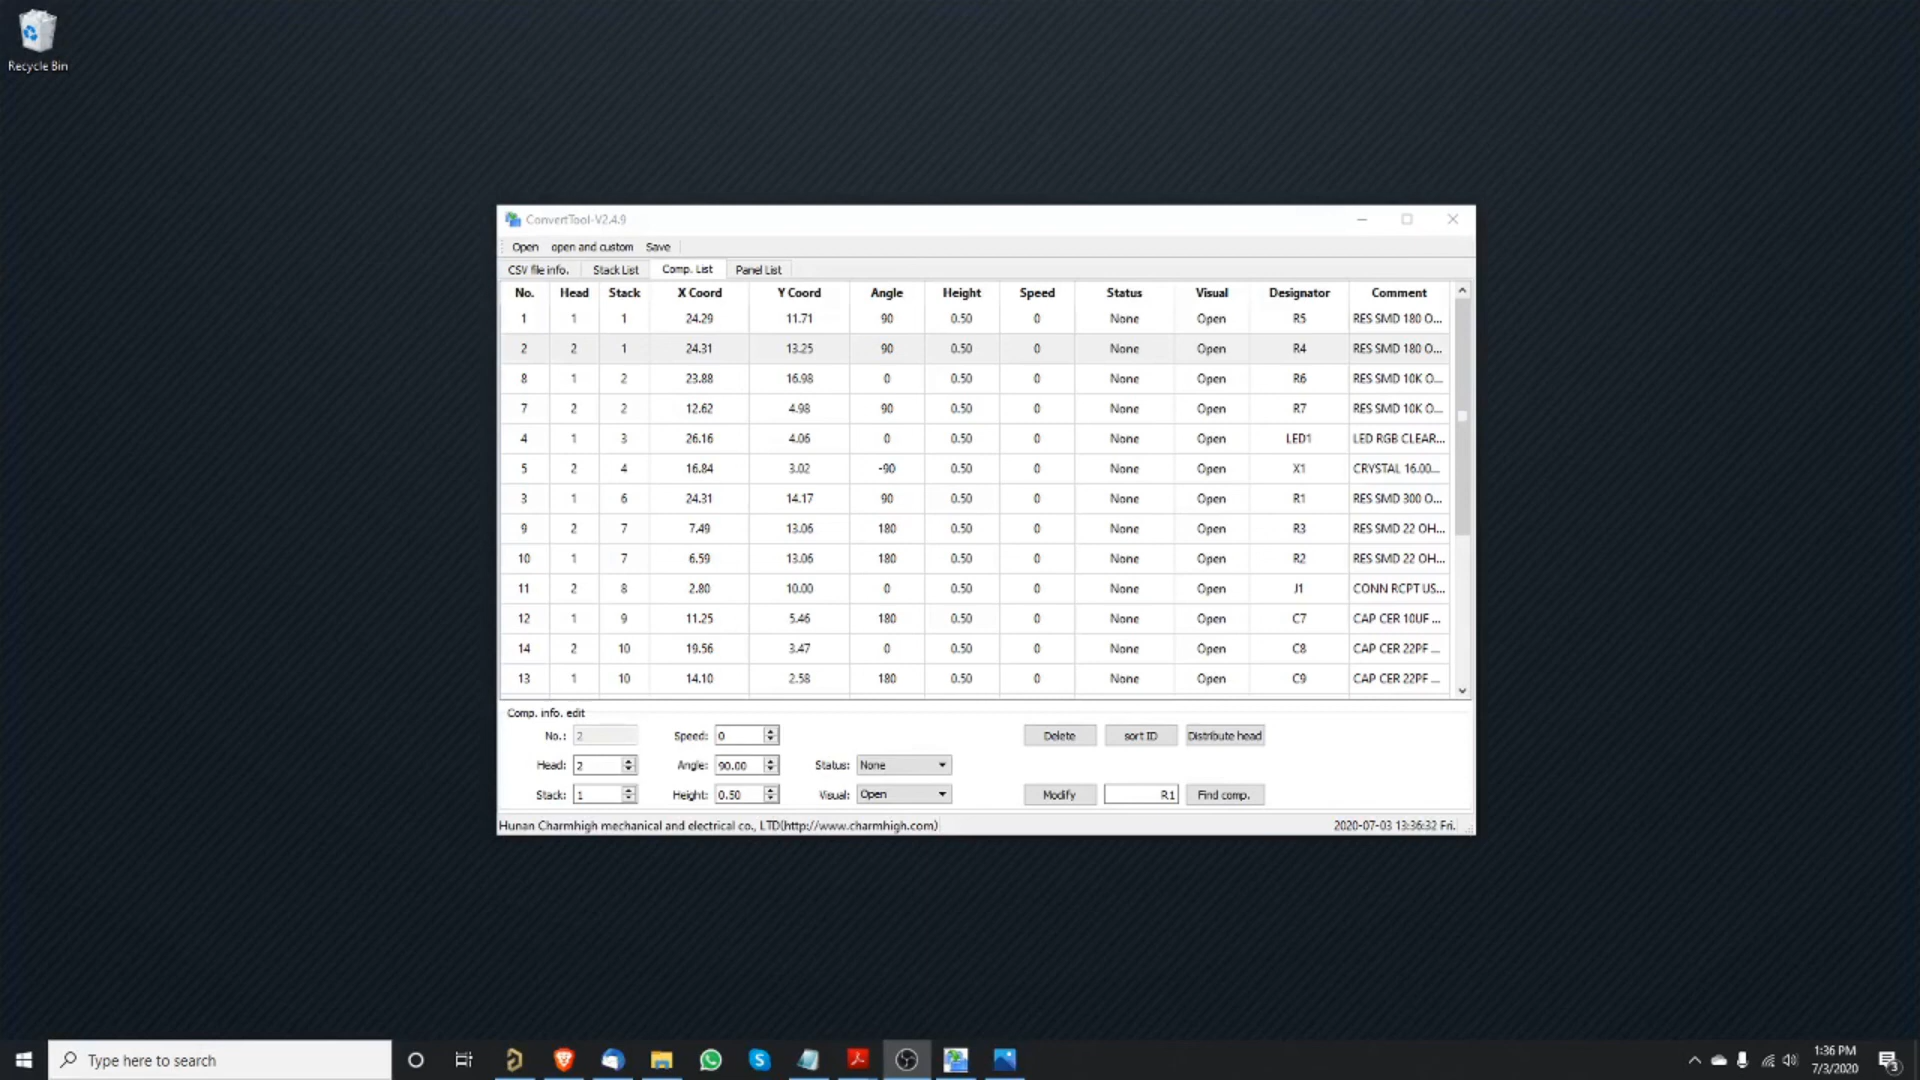 Recycle Bin
ConvertTool-V2.4.9
Open open and custom Save
CSV file info. Stack List Comp. List Panel List
No. Head Stack X Coord Y Coord Angle Height Speed Status Visual Designator Comment
1 1 1 24.29 11.71 90 0.50 0 None Open R5 RES SMD 180 O...
2 2 1 24.31 13.25 90 0.50 0 None Open R4 RES SMD 180 O...
8 1 2 23.88 16.98 0 0.50 0 None Open R6 RES SMD 10K O...
7 2 2 12.62 4.98 90 0.50 0 None Open R7 RES SMD 10K O...
4 1 3 26.16 4.06 0 0.50 0 None Open LED1 LED RGB CLEAR...
5 2 4 16.84 3.02 -90 0.50 0 None Open X1 CRYSTAL 16.00...
3 1 6 24.31 14.17 90 0.50 0 None Open R1 RES SMD 300 O...
9 2 7 7.49 13.06 180 0.50 0 None Open R3 RES SMD 22 OH...
10 1 7 6.59 13.06 180 0.50 0 None Open R2 RES SMD 22 OH...
11 2 8 2.80 10.00 0 0.50 0 None Open J1 CONN RCPT US...
12 1 9 11.25 5.46 180 0.50 0 None Open C7 CAP CER 10UF ...
14 2 10 19.56 3.47 0 0.50 0 None Open C8 CAP CER 22PF ...
13 1 10 14.10 2.58 180 0.50 0 None Open C9 CAP CER 22PF ...
Comp. info. edit
No.: 2 Speed: 0 Delete sort ID Distribute head
Head: 2 Angle: 90.00 Status: None
Stack: 1 Height: 0.50 Visual: Open Modify R1 Find comp.
Hunan Charmhigh mechanical and electrical co., LTD(http://www.charmhigh.com) 2020-07-03 13:36:32 Fri.
Type here to search
1:36 PM
7/3/2020
3